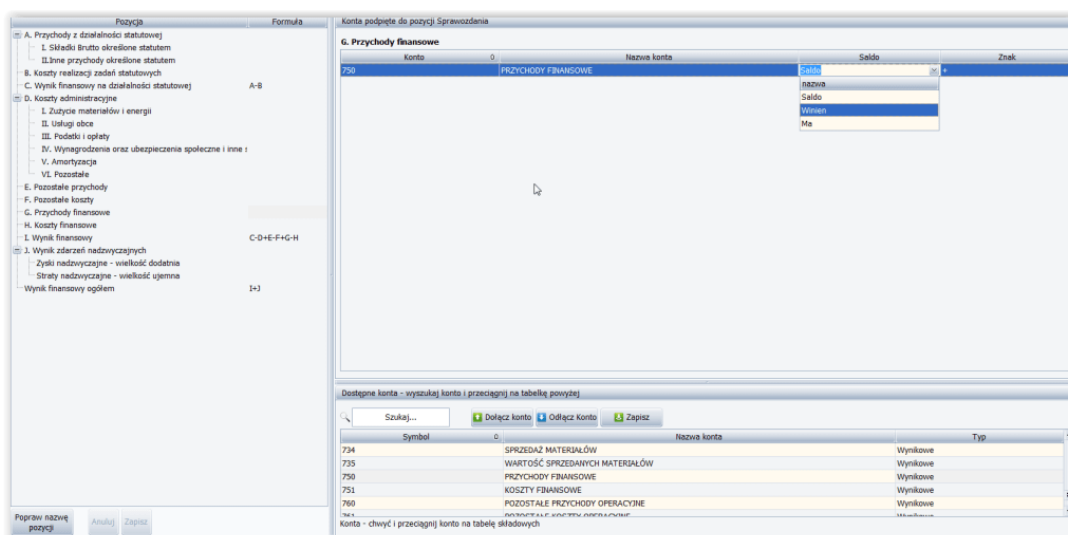 Pozycja Formuła
A. Przychody z działalności statutowej
I. Składki Brutto określone statutem
II.Inne przychody określone statutem
B. Koszty realizacji zadań statutowych
C. Wynik finansowy na działalności statutowej A-B
D. Koszty administracyjne
I. Zużycie materiałów i energii
II. Usługi obce
III. Podatki i opłaty
IV. Wynagrodzenia oraz ubezpieczenia społeczne i inne
V. Amortyzacja
VI. Pozostałe
E. Pozostałe przychody
F. Pozostałe koszty
G. Przychody finansowe
H. Koszty finansowe
I. Wynik finansowy C-D+E-F+G-H
J. Wynik zdarzeń nadzwyczajnych
Zyski nadzwyczajne - wielkość dodatnia
Straty nadzwyczajne - wielkość ujemna
Wynik finansowy ogółem I+J
Popraw nazwę pozycji
Anuluj Zapisz
Konta podpięte do pozycji Sprawozdania
G. Przychody finansowe
Konto Nazwa konta Saldo Znak
750 PRZYCHODY FINANSOWE Saldo +
nazwa
Saldo
Winien
Ma
Dostępne konta - wyszukaj konto i przeciągnij na tabelkę powyżej
Szukaj... Dołącz konto Odłącz Konto Zapisz
Symbol Nazwa konta Typ
734 SPRZEDAŻ MATERIAŁÓW Wynikowe
735 WARTOŚĆ SPRZEDANYCH MATERIAŁÓW Wynikowe
750 PRZYCHODY FINANSOWE Wynikowe
751 KOSZTY FINANSOWE Wynikowe
760 POZOSTAŁE PRZYCHODY OPERACYJNE Wynikowe
761 POZOSTAŁE KOSZTY OPERACYJNE Wynikowe
Konta - chwyć i przeciągnij konto na tabelę składowych